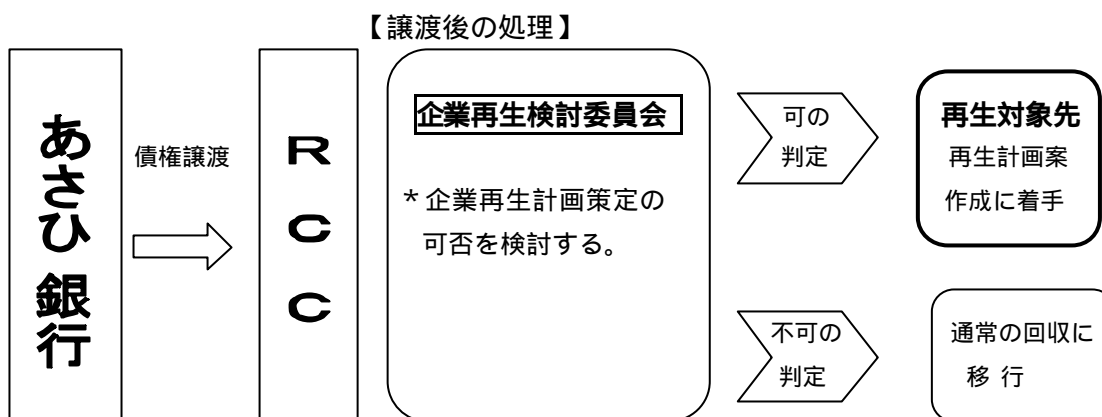 【譲渡後の処理】
あさひ銀行
債権譲渡
RCC
企業再生検討委員会
*企業再生計画策定の
可否を検討する。
可の
判定
再生対象先
再生計画案
作成に着手
不可の
判定
通常の回収に
移 行